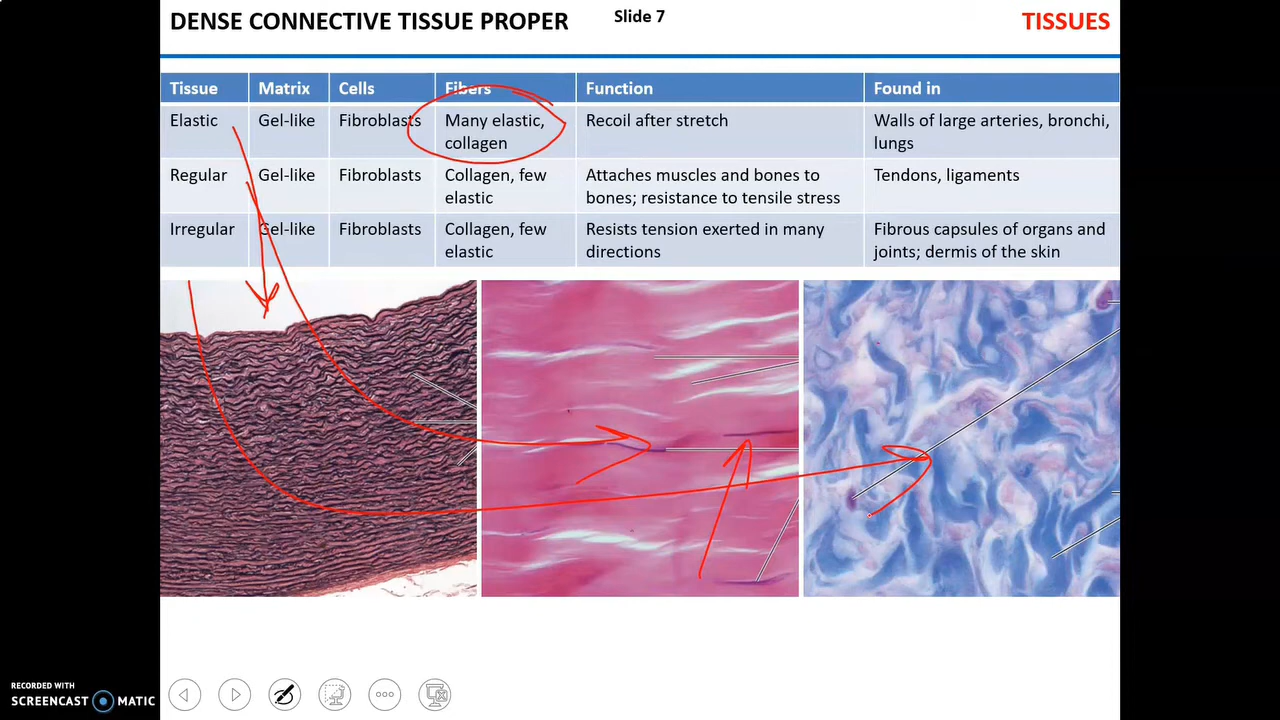 DENSE CONNECTIVE TISSUE PROPER
Slide 7
TISSUES
Tissue Matrix Cells Fibers Function Found in
Elastic Gel-like Fibroblasts Many elastic, Recoil after stretch Walls of large arteries, bronchi,
collagen lungs
Regular Gel-like Fibroblasts Collagen, few Attaches muscles and bones to Tendons, ligaments
elastic bones; resistance to tensile stress
Irregular Gel-like Fibroblasts Collagen, few Resists tension exerted in many Fibrous capsules of organs and
elastic directions joints; dermis of the skin
RECORDED WITH
SCREENCAST MATIC